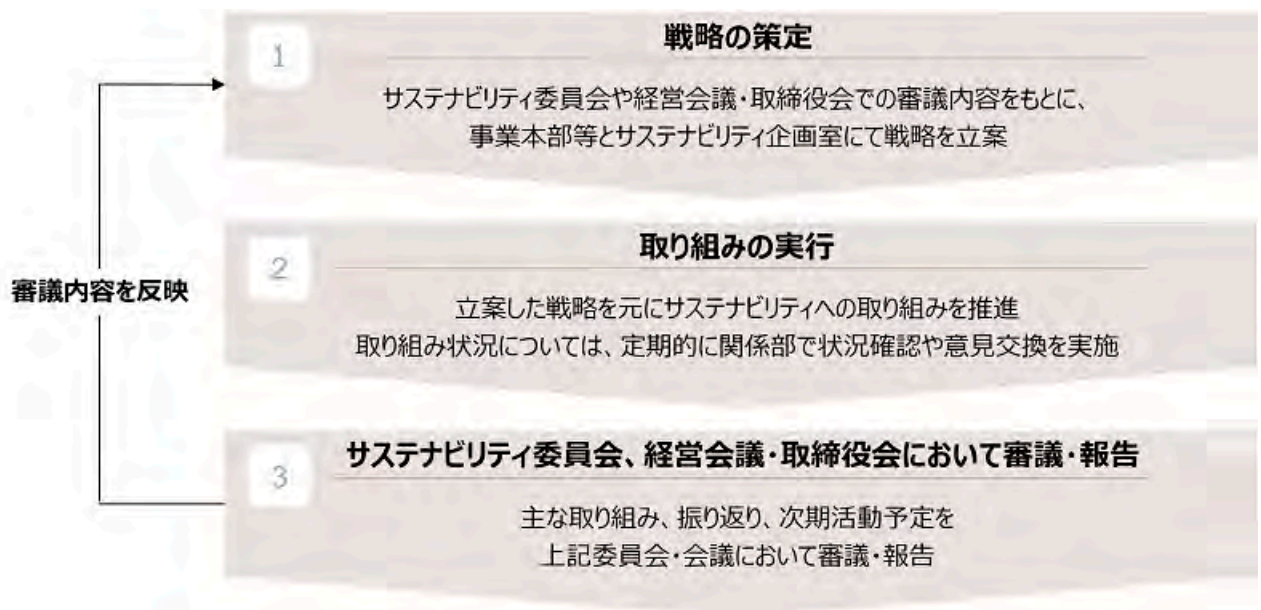 1
戦略の策定
サステナビリティ委員会や経営会議・取締役会での審議内容をもとに、
事業本部等とサステナビリティ企画室にて戦略を立案
審議内容を反映
2
取り組みの実行
立案した戦略を元にサステナビリティへの取り組みを推進
取り組み状況については、定期的に関係部で状況確認や意見交換を実施
3
サステナビリティ委員会、経営会議・取締役会において審議・報告
主な取り組み、振り返り、次期活動予定を
上記委員会・会議において審議・報告